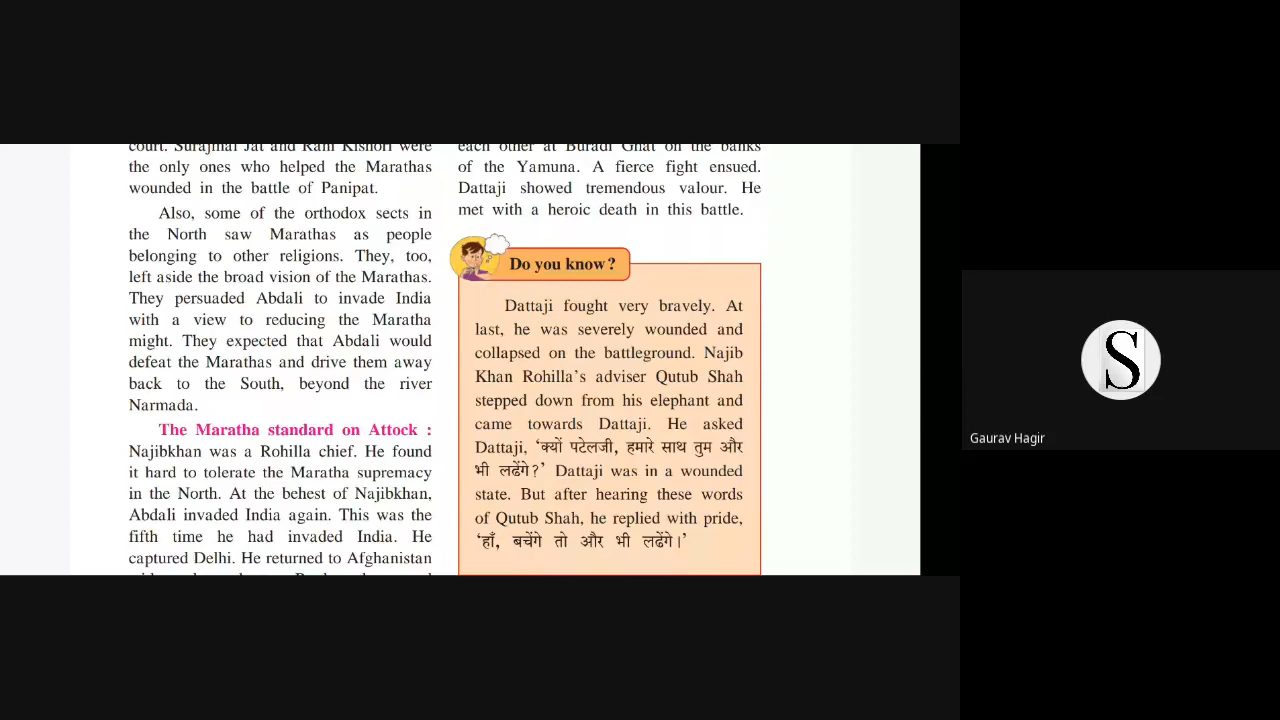 court. Surajmal Jat and Rani Kishori were
the only ones who helped the Marathas
wounded in the battle of Panipat.
Also, some of the orthodox sects in
the North saw Marathas as people
belonging to other religions. They, too,
left aside the broad vision of the Marathas.
They persuaded Abdali to invade India
with a view to reducing the Maratha
might. They expected that Abdali would
defeat the Marathas and drive them away
back to the South, beyond the river
Narmada.
The Maratha standard on Attock :
Najibkhan was a Rohilla chief. He found
it hard to tolerate the Maratha supremacy
in the North. At the behest of Najibkhan,
Abdali invaded India again. This was the
fifth time he had invaded India. He
captured Delhi. He returned to Afghanistan
each other at Buradi Ghat on the banks
of the Yamuna. A fierce fight ensued.
Dattaji showed tremendous valour. He
met with a heroic death in this battle.
Do you know?
Dattaji fought very bravely. At
last, he was severely wounded and
collapsed on the battleground. Najib
Khan Rohilla's adviser Qutub Shah
stepped down from his elephant and
came towards Dattaji. He asked
Dattaji, ‘क्यों पटेलजी, हमारे साथ तुम और
भी लढेंगे?’ Dattaji was in a wounded
state. But after hearing these words
of Qutub Shah, he replied with pride,
‘हाँ, बचेंगे तो और भी लढेंगे।’
S
Gaurav Hagir